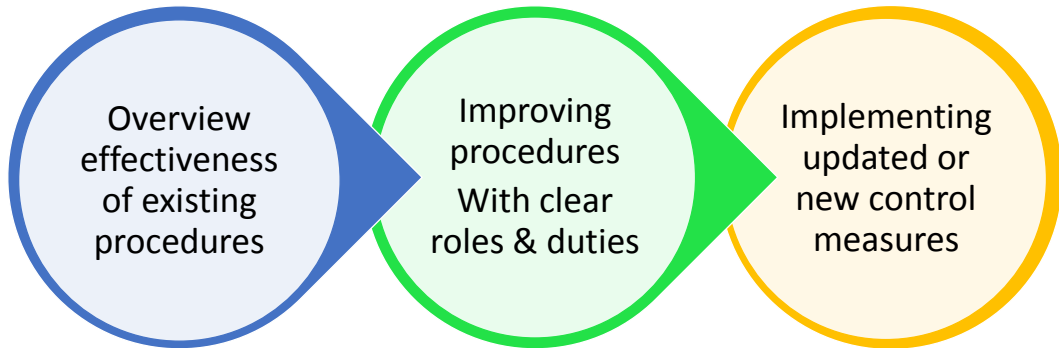 Overview
effectiveness
of existing
procedures
Improving
procedures
With clear
roles & duties
Implementing
updated or
new control
measures